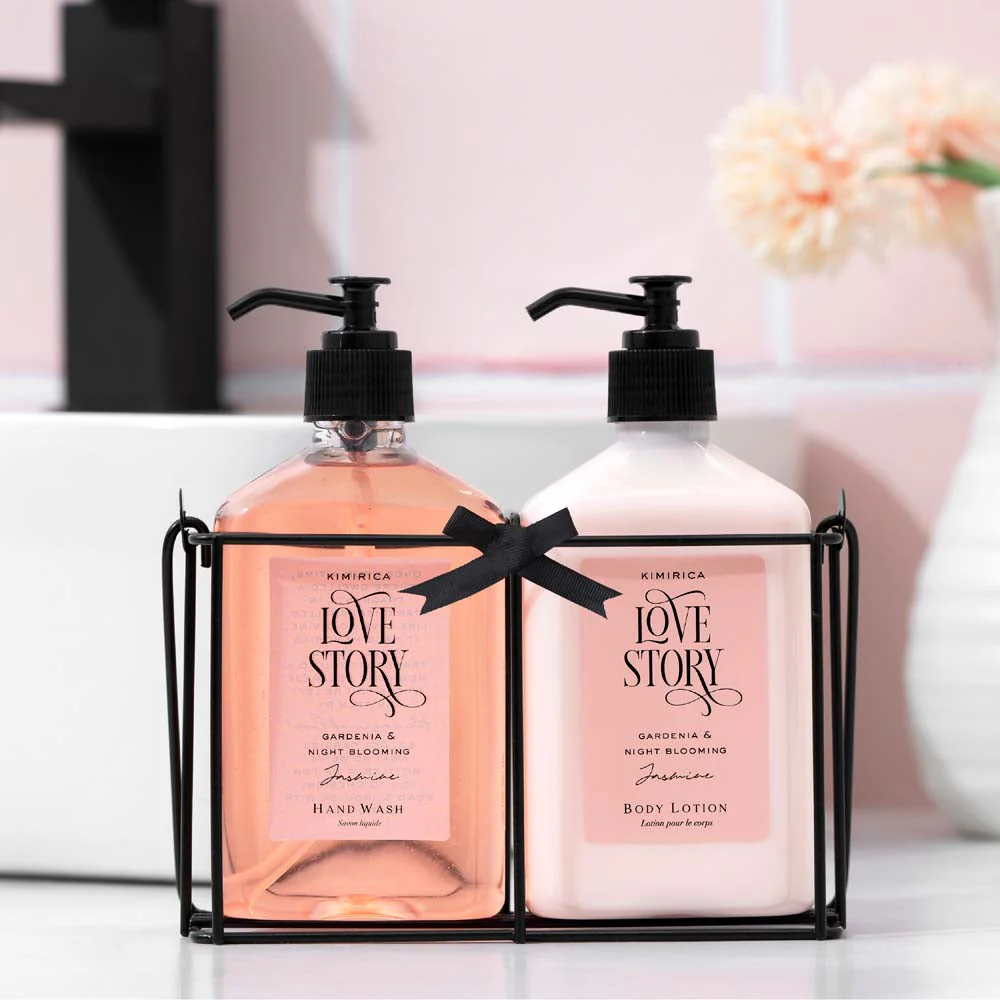 KIMIRICA
LOVE
STORY
GARDENIA &
NIGHT BLOOMING
Jasmine
HAND WASH
Savon liquide
KIMIRICA
LOVE
STORY
GARDENIA &
NIGHT BLOOMING
Jasmine
BODY LOTION
Lotion pour le corps